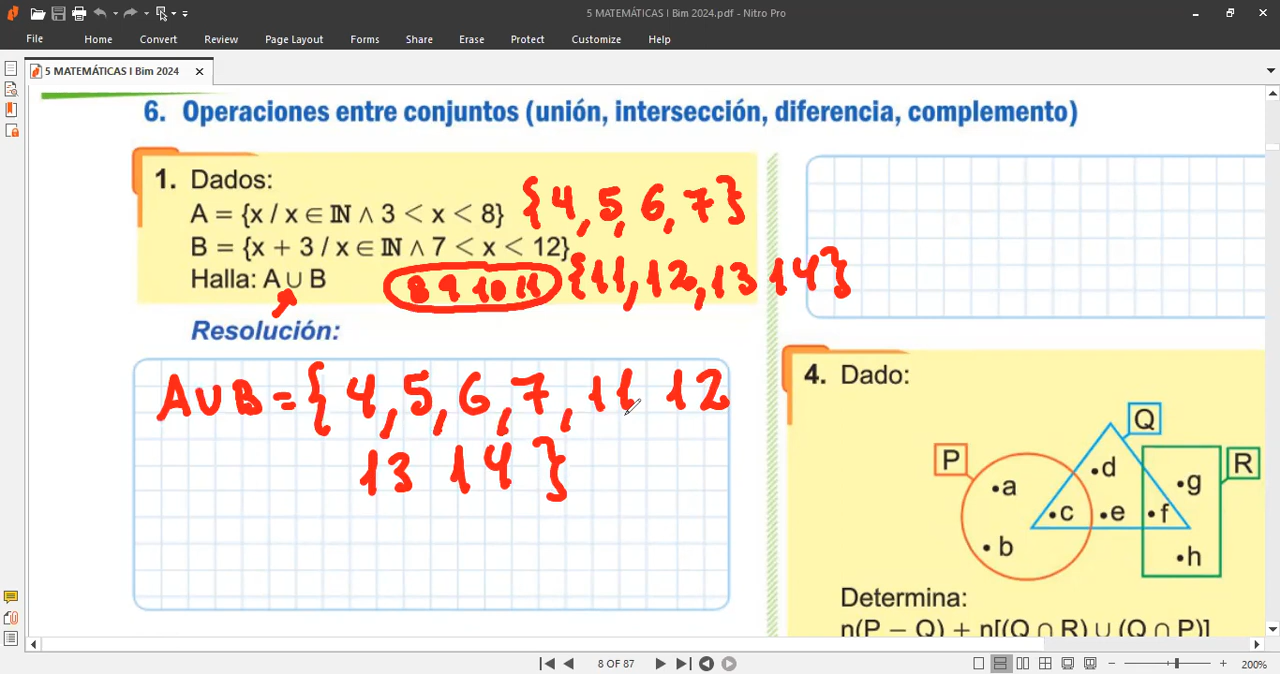 5 MATEMÁTICAS I Bim 2024.pdf - Nitro Pro
File Home Convert Review Page Layout Forms Share Erase Protect Customize Help
5 MATEMÁTICAS I Bim 2024
6. Operaciones entre conjuntos (unión, intersección, diferencia, complemento)
1. Dados:
A = {x / x ∈ ℕ ∧ 3 < x < 8} {4, 5, 6, 7}
B = {x + 3 / x ∈ ℕ ∧ 7 < x < 12}
Halla: A ∪ B 8 9 10 11 {11, 12, 13 14}
Resolución:
A∪B = { 4, 5, 6, 7, 11, 12
13 14 }
4. Dado:
P Q R
a b c d e f g h
Determina:
n(P − Q) + n[(Q ∩ R) ∪ (Q ∩ P)]
8 OF 87
200%